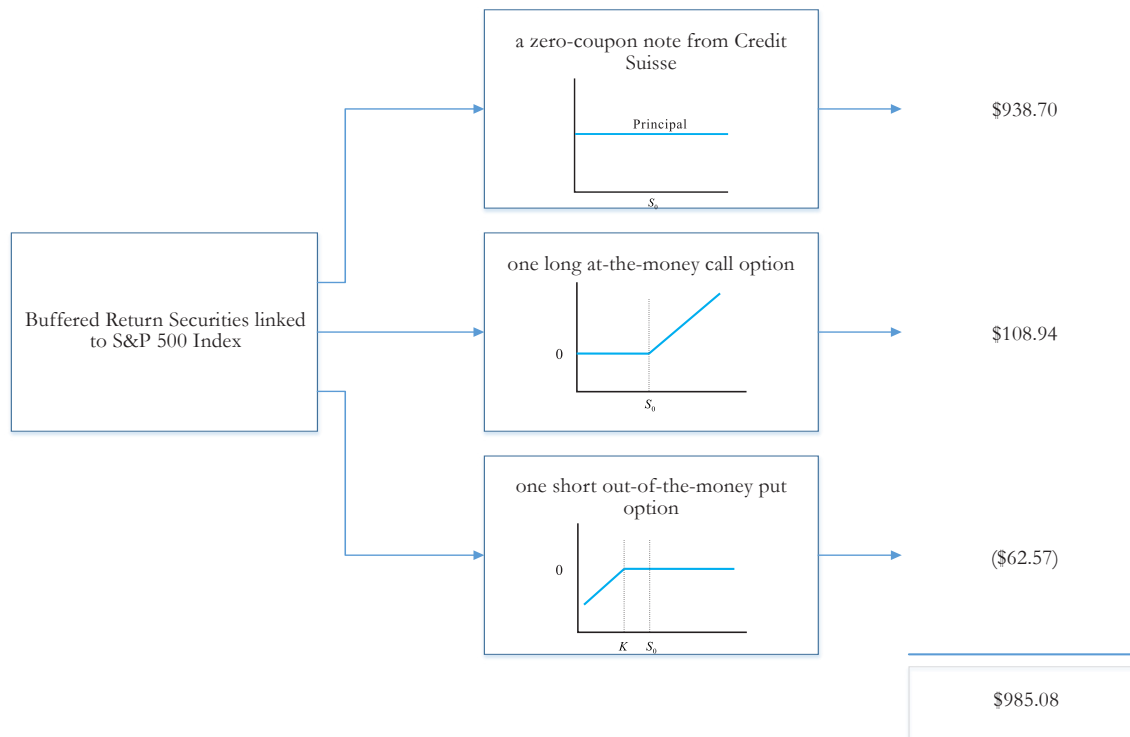 a zero-coupon note from Credit
Suisse
Principal
S₀
$938.70
Buffered Return Securities linked
to S&P 500 Index
one long at-the-money call option
0
S₀
$108.94
one short out-of-the-money put
option
0
K S₀
($62.57)
$985.08